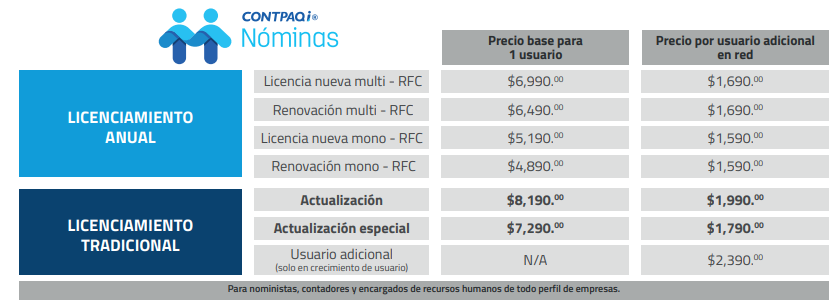 CONTPAQi®
Nóminas
Precio base para
1 usuario
Precio por usuario adicional
en red
LICENCIAMIENTO
ANUAL
Licencia nueva multi - RFC $6,990.00 $1,690.00
Renovación multi - RFC $6,490.00 $1,690.00
Licencia nueva mono - RFC $5,190.00 $1,590.00
Renovación mono - RFC $4,890.00 $1,590.00
LICENCIAMIENTO
TRADICIONAL
Actualización $8,190.00 $1,990.00
Actualización especial $7,290.00 $1,790.00
Usuario adicional
(solo en crecimiento de usuario)
N/A $2,390.00
Para noministas, contadores y encargados de recursos humanos de todo perfil de empresas.